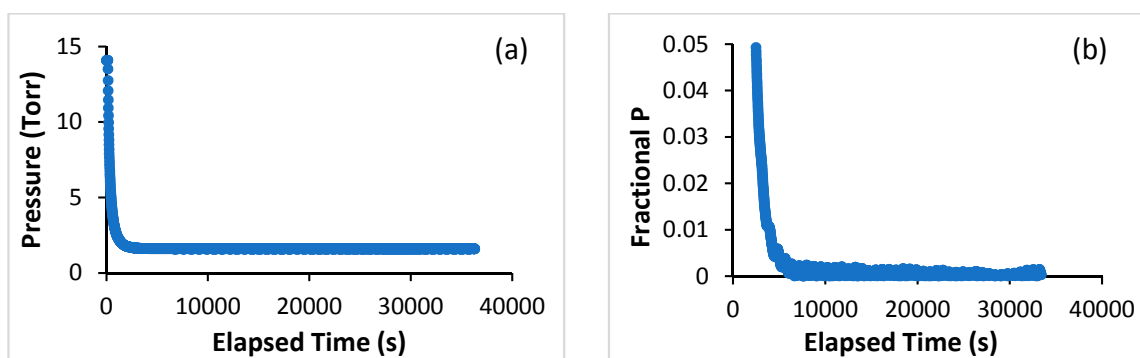 (a)
Pressure (Torr)
15
10
5
0
0 10000 20000 30000 40000
Elapsed Time (s)
(b)
Fractional P
0.05
0.04
0.03
0.02
0.01
0
0 10000 20000 30000 40000
Elapsed Time (s)